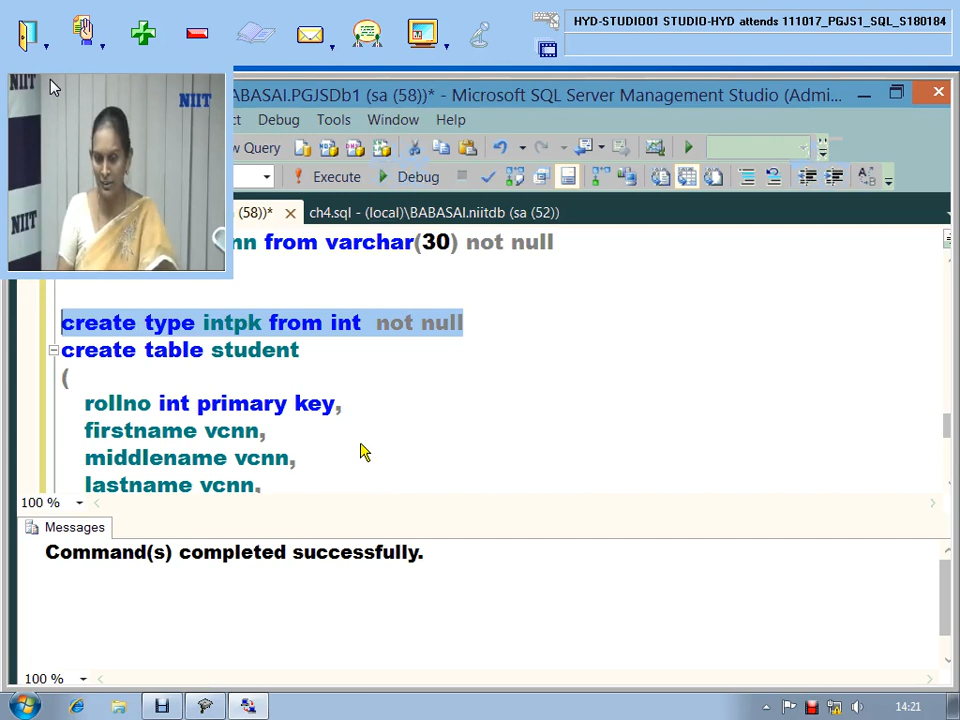 HYD-STUDIO01 STUDIO-HYD attends 111017_PGJS1_SQL_S180184
NIIT
NIIT
NIIT
BABASAI.PGJSDb1 (sa (58))* - Microsoft SQL Server Management Studio (Admi...
ct Debug Tools Window Help
w Query
Execute Debug
(58))* ch4.sql - (local)\BABASAI.niitdb (sa (52))
nn from varchar(30) not null
create type intpk from int not null
create table student
(
rollno int primary key,
firstname vcnn,
middlename vcnn,
lastname vcnn,
100 %
Messages
Command(s) completed successfully.
100 %
14:21